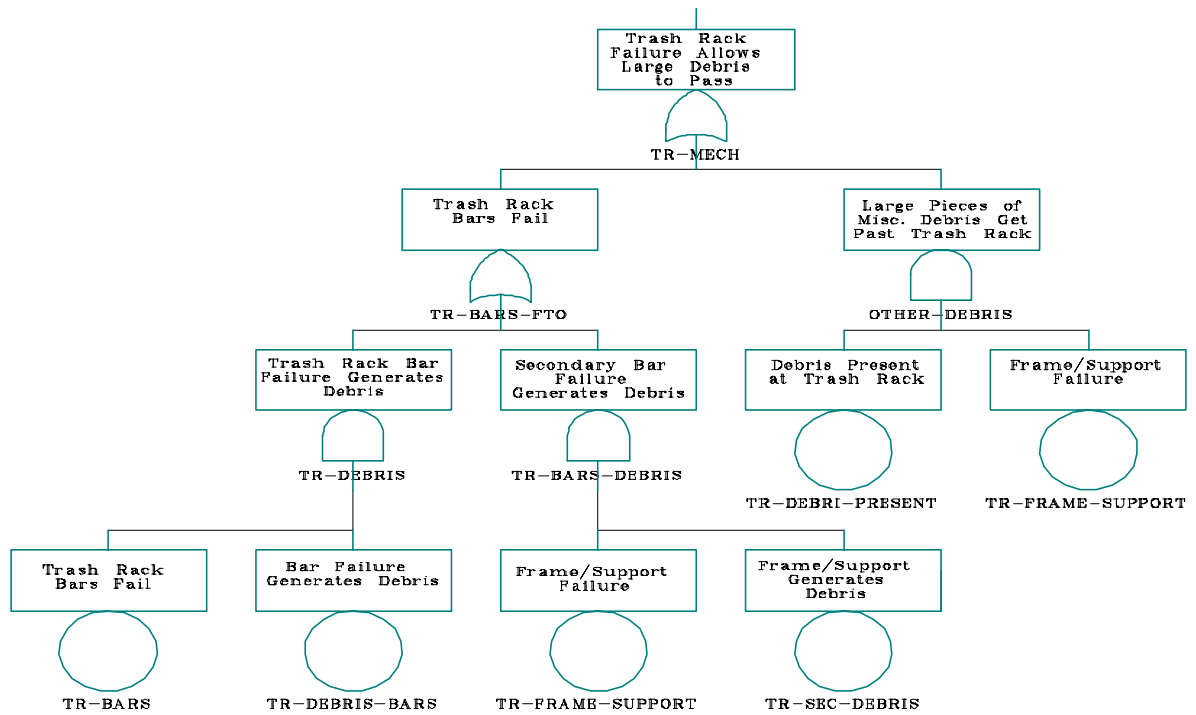 Trash Rack
Failure Allows
Large Debris
to Pass
TR-MECH
Trash Rack
Bars Fail
TR-BARS-FTO
Large Pieces of
Misc. Debris Get
Past Trash Rack
OTHER-DEBRIS
Trash Rack Bar
Failure Generates
Debris
TR-DEBRIS
Secondary Bar
Failure
Generates Debris
TR-BARS-DEBRIS
Debris Present
at Trash Rack
TR-DEBRI-PRESENT
Frame/Support
Failure
TR-FRAME-SUPPORT
Trash Rack
Bars Fail
TR-BARS
Bar Failure
Generates Debris
TR-DEBRIS-BARS
Frame/Support
Failure
TR-FRAME-SUPPORT
Frame/Support
Generates
Debris
TR-SEC-DEBRIS